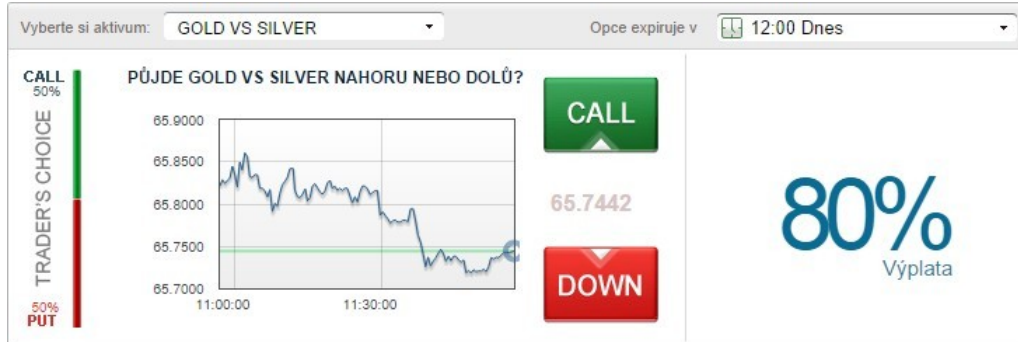 Vyberte si aktivum: GOLD VS SILVER Opce expiruje v 12:00 Dnes
CALL
50%
TRADER'S CHOICE
50%
PUT
PŮJDE GOLD VS SILVER NAHORU NEBO DOLŮ?
65.9000
65.8500
65.8000
65.7500
65.7000
11:00:00 11:30:00
CALL
65.7442
DOWN
80%
Výplata